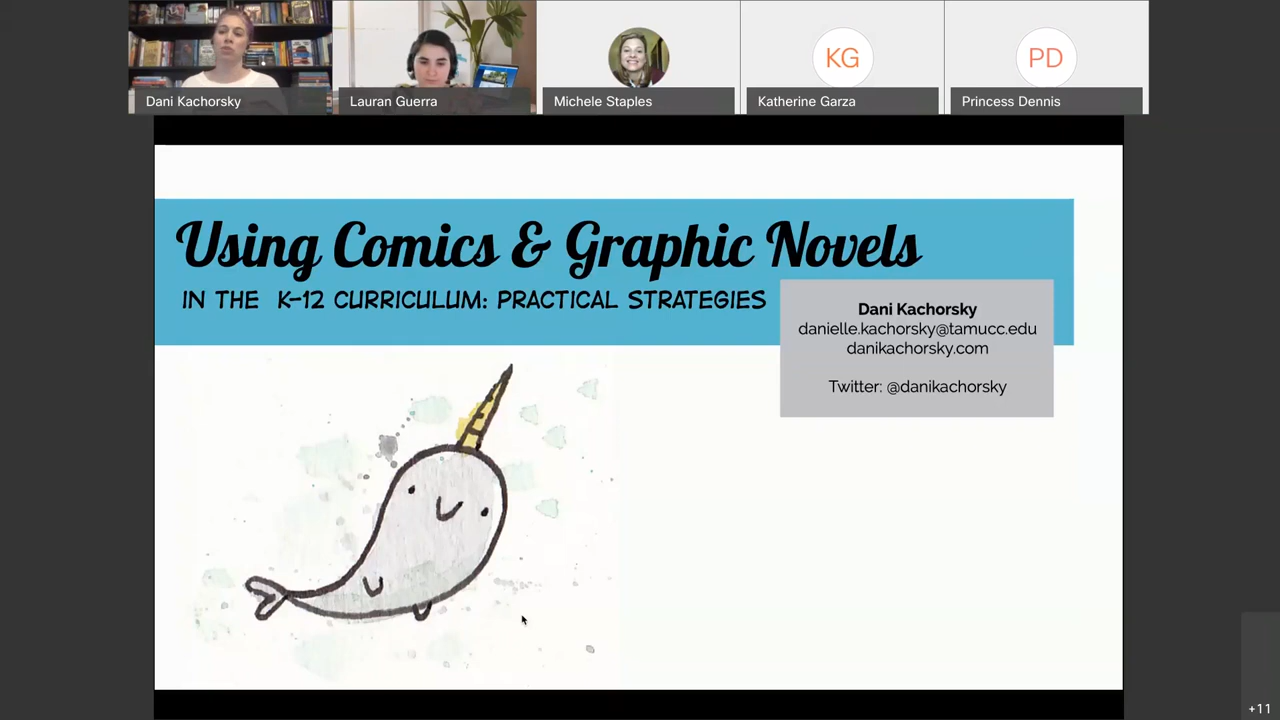 Dani Kachorsky
Lauran Guerra
Michele Staples
KG
Katherine Garza
PD
Princess Dennis
Using Comics & Graphic Novels
IN THE K-12 CURRICULUM: PRACTICAL STRATEGIES
Dani Kachorsky
danielle.kachorsky@tamucc.edu
danikachorsky.com
Twitter: @danikachorsky
+11